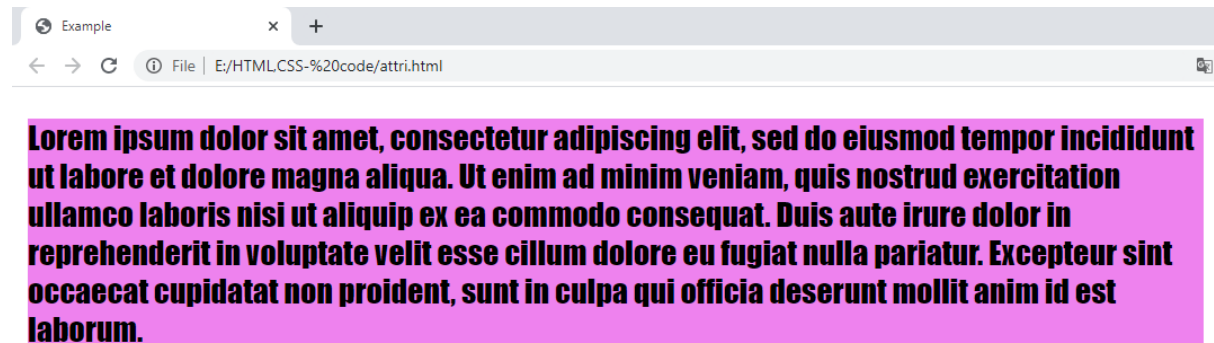 Example
File
E:/HTML,CSS-%20code/attri.html
Lorem ipsum dolor sit amet, consectetur adipiscing elit, sed do eiusmod tempor incididunt
ut labore et dolore magna aliqua. Ut enim ad minim veniam, quis nostrud exercitation
ullamco laboris nisi ut aliquip ex ea commodo consequat. Duis aute irure dolor in
reprehenderit in voluptate velit esse cillum dolore eu fugiat nulla pariatur. Excepteur sint
occaecat cupidatat non proident, sunt in culpa qui officia deserunt mollit anim id est
laborum.